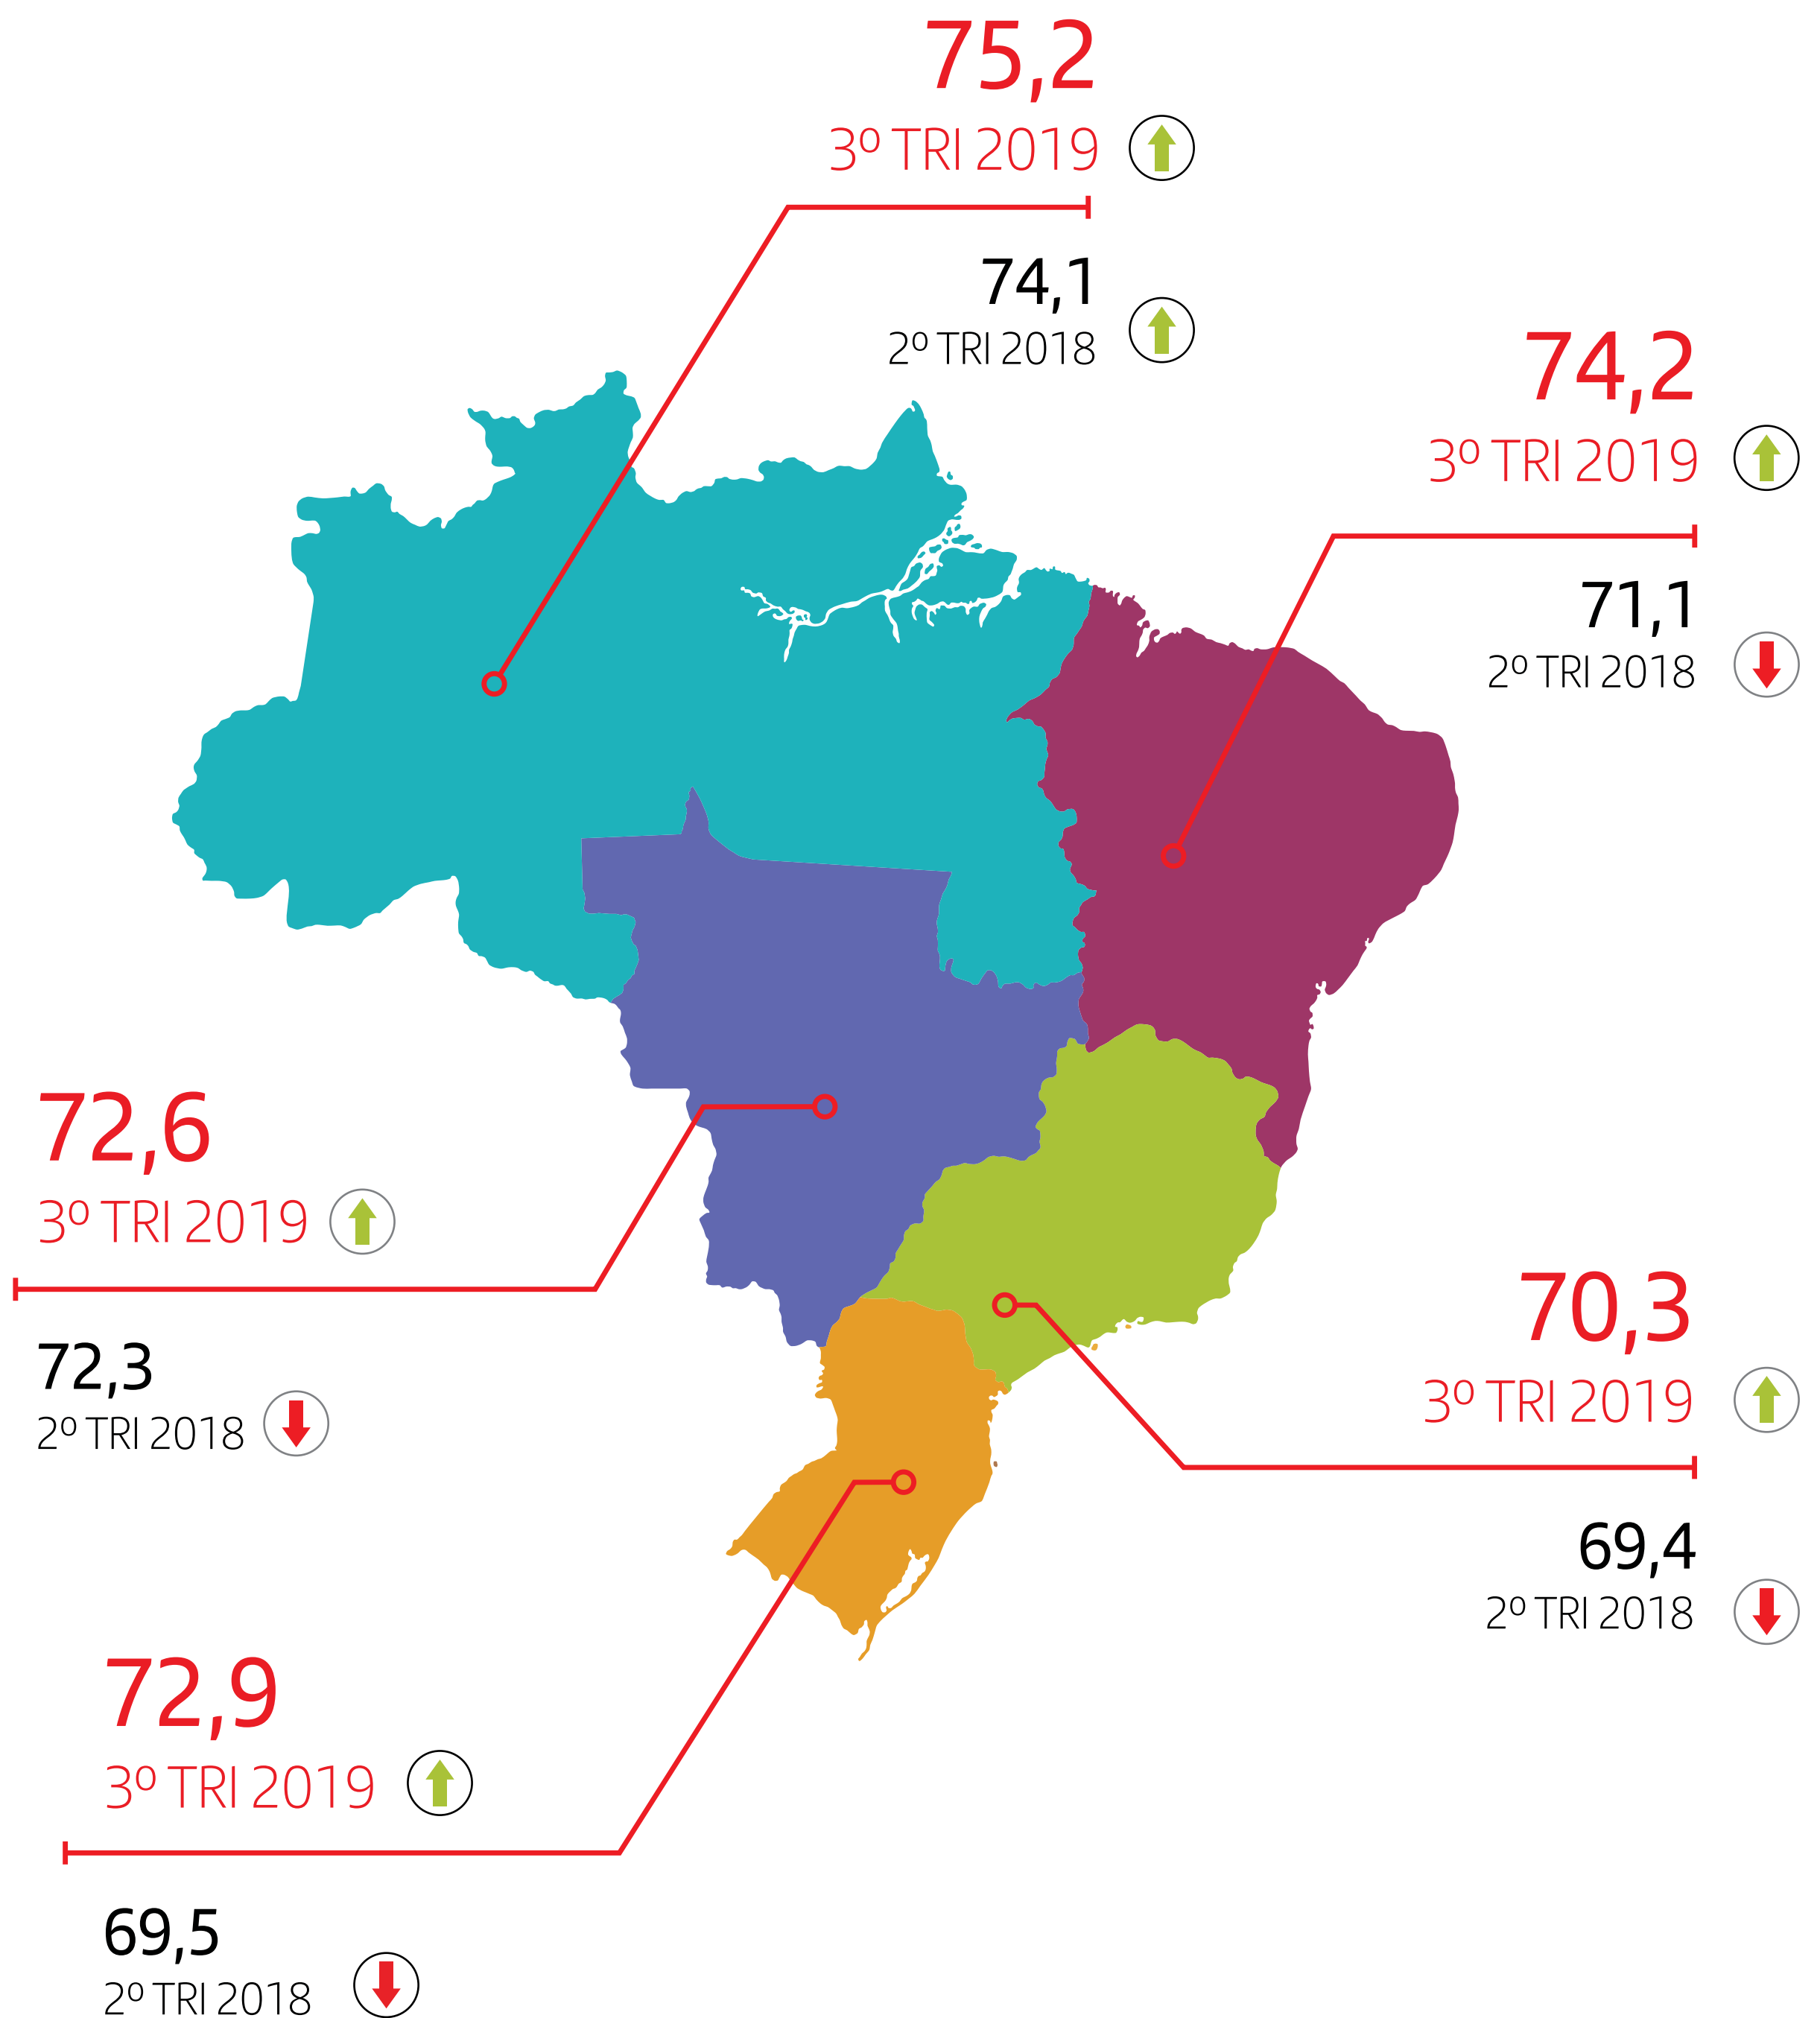 75,2
3º TRI 2019
74,1
2º TRI 2018
74,2
3º TRI 2019
71,1
2º TRI 2018
72,6
3º TRI 2019
72,3
2º TRI 2018
70,3
3º TRI 2019
69,4
2º TRI 2018
72,9
3º TRI 2019
69,5
2º TRI 2018